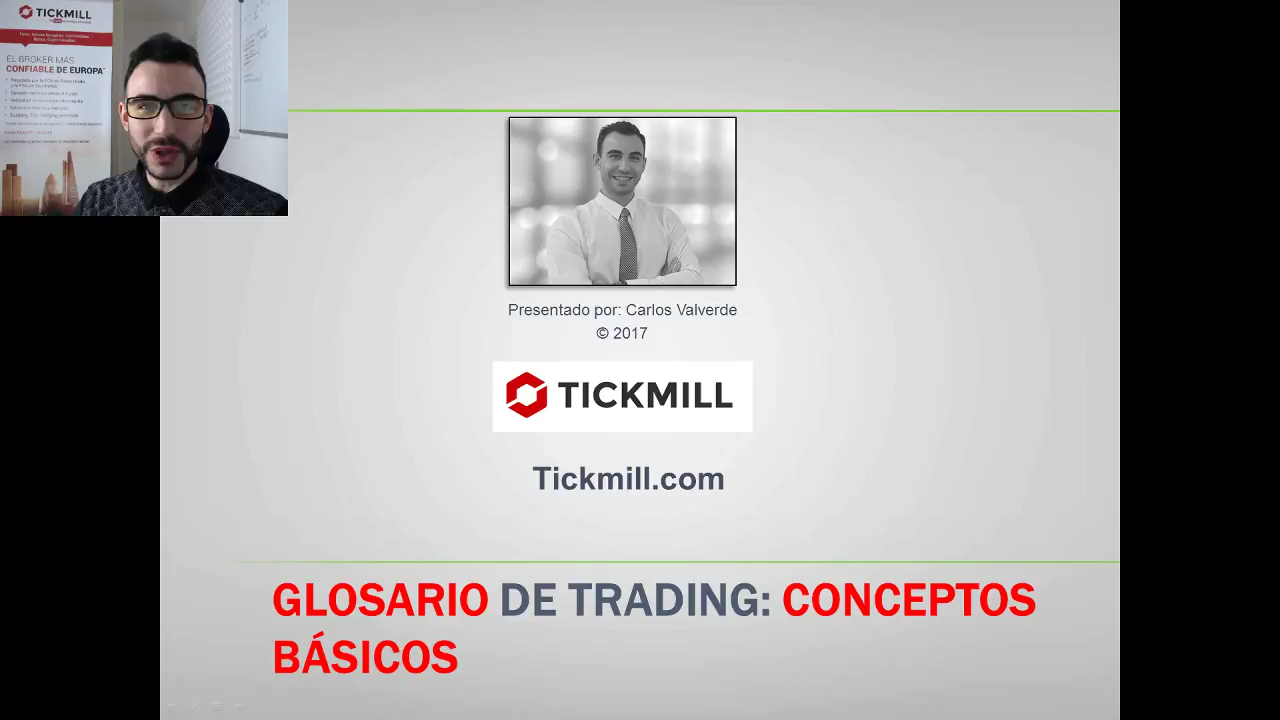 TICKMILL
EL BROKER MÁS
CONFIABLE DE EUROPA*
Presentado por: Carlos Valverde
© 2017
TICKMILL
Tickmill.com
GLOSARIO DE TRADING: CONCEPTOS
BÁSICOS